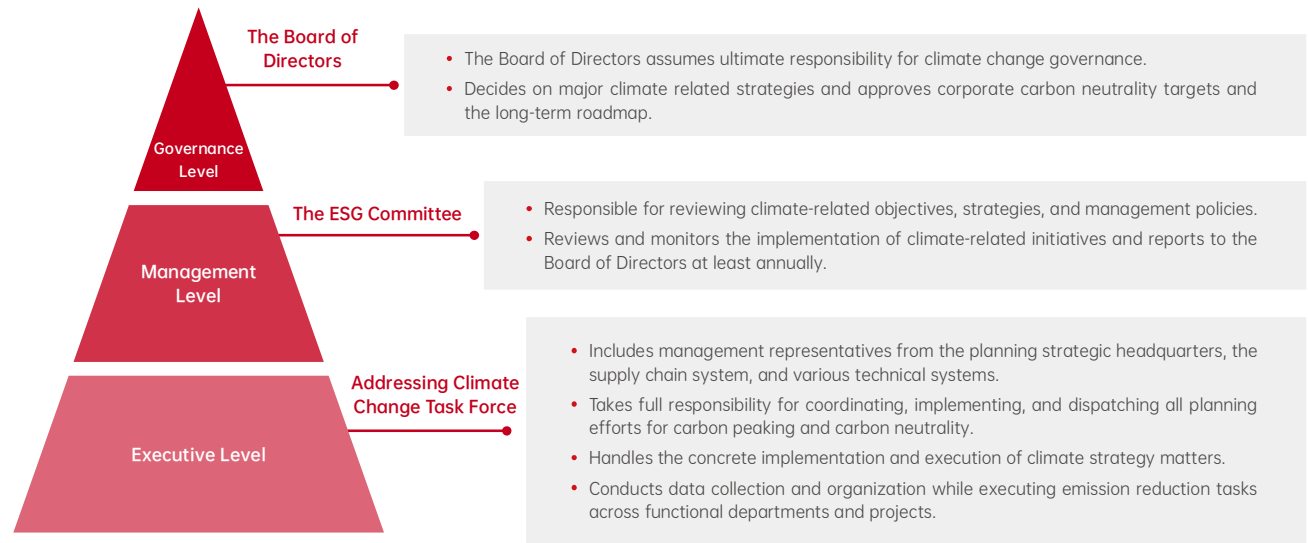 The Board of
Directors
• The Board of Directors assumes ultimate responsibility for climate change governance.
• Decides on major climate related strategies and approves corporate carbon neutrality targets and
the long-term roadmap.
Governance
Level
The ESG Committee
• Responsible for reviewing climate-related objectives, strategies, and management policies.
• Reviews and monitors the implementation of climate-related initiatives and reports to the
Board of Directors at least annually.
Management
Level
Addressing Climate
Change Task Force
• Includes management representatives from the planning strategic headquarters, the
supply chain system, and various technical systems.
• Takes full responsibility for coordinating, implementing, and dispatching all planning
efforts for carbon peaking and carbon neutrality.
• Handles the concrete implementation and execution of climate strategy matters.
• Conducts data collection and organization while executing emission reduction tasks
across functional departments and projects.
Executive Level